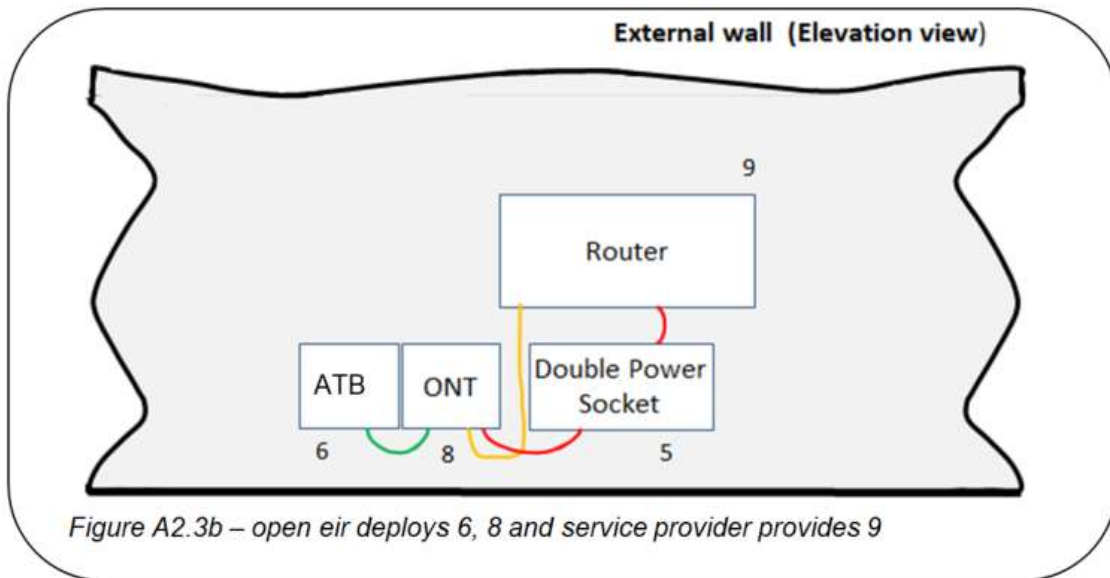 External wall (Elevation view)
9
Router
ATB
ONT
Double Power
Socket
6
8
5
Figure A2.3b – open eir deploys 6, 8 and service provider provides 9